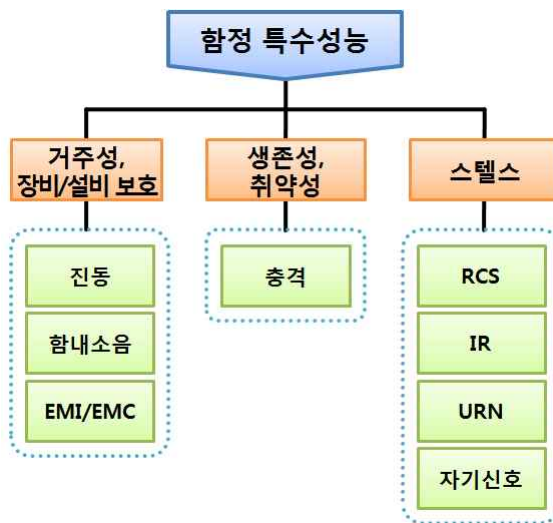 함정 특수성능
거주성,
장비/설비 보호
생존성,
취약성
스텔스
진동
함내소음
EMI/EMC
충격
RCS
IR
URN
자기신호